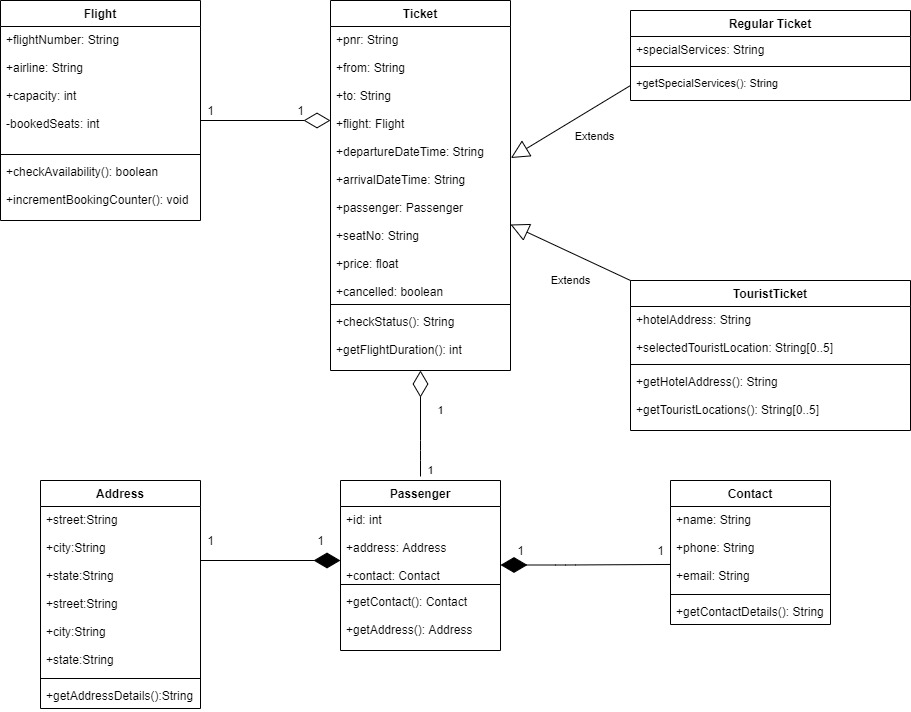 Flight
+flightNumber: String
+airline: String
+capacity: int
-bookedSeats: int
+checkAvailability(): boolean
+incrementBookingCounter(): void
1
1
Ticket
+pnr: String
+from: String
+to: String
+flight: Flight
+departureDateTime: String
+arrivalDateTime: String
+passenger: Passenger
+seatNo: String
+price: float
+cancelled: boolean
+checkStatus(): String
+getFlightDuration(): int
Regular Ticket
+specialServices: String
+getSpecialServices(): String
Extends
Extends
TouristTicket
+hotelAddress: String
+selectedTouristLocation: String[0..5]
+getHotelAddress(): String
+getTouristLocations(): String[0..5]
1
1
Address
+street:String
+city:String
+state:String
+street:String
+city:String
+state:String
+getAddressDetails():String
1
1
Passenger
+id: int
+address: Address
+contact: Contact
+getContact(): Contact
+getAddress(): Address
1
1
Contact
+name: String
+phone: String
+email: String
+getContactDetails(): String